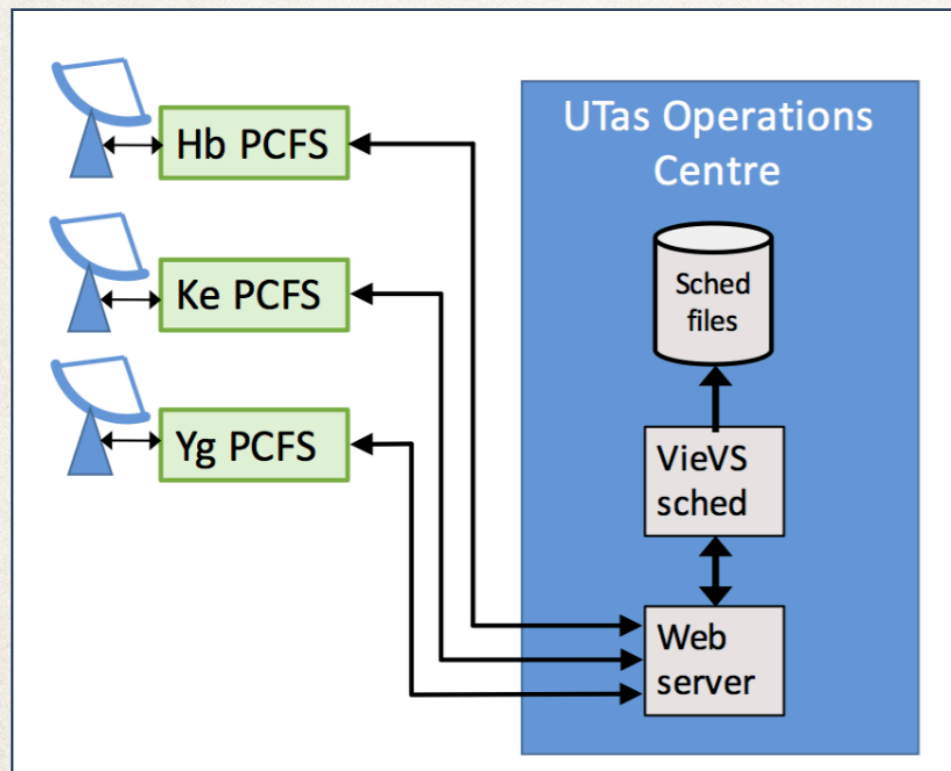 Hb PCFS
Ke PCFS
Yg PCFS
UTas Operations
Centre
Sched
files
VieVS
sched
Web
server